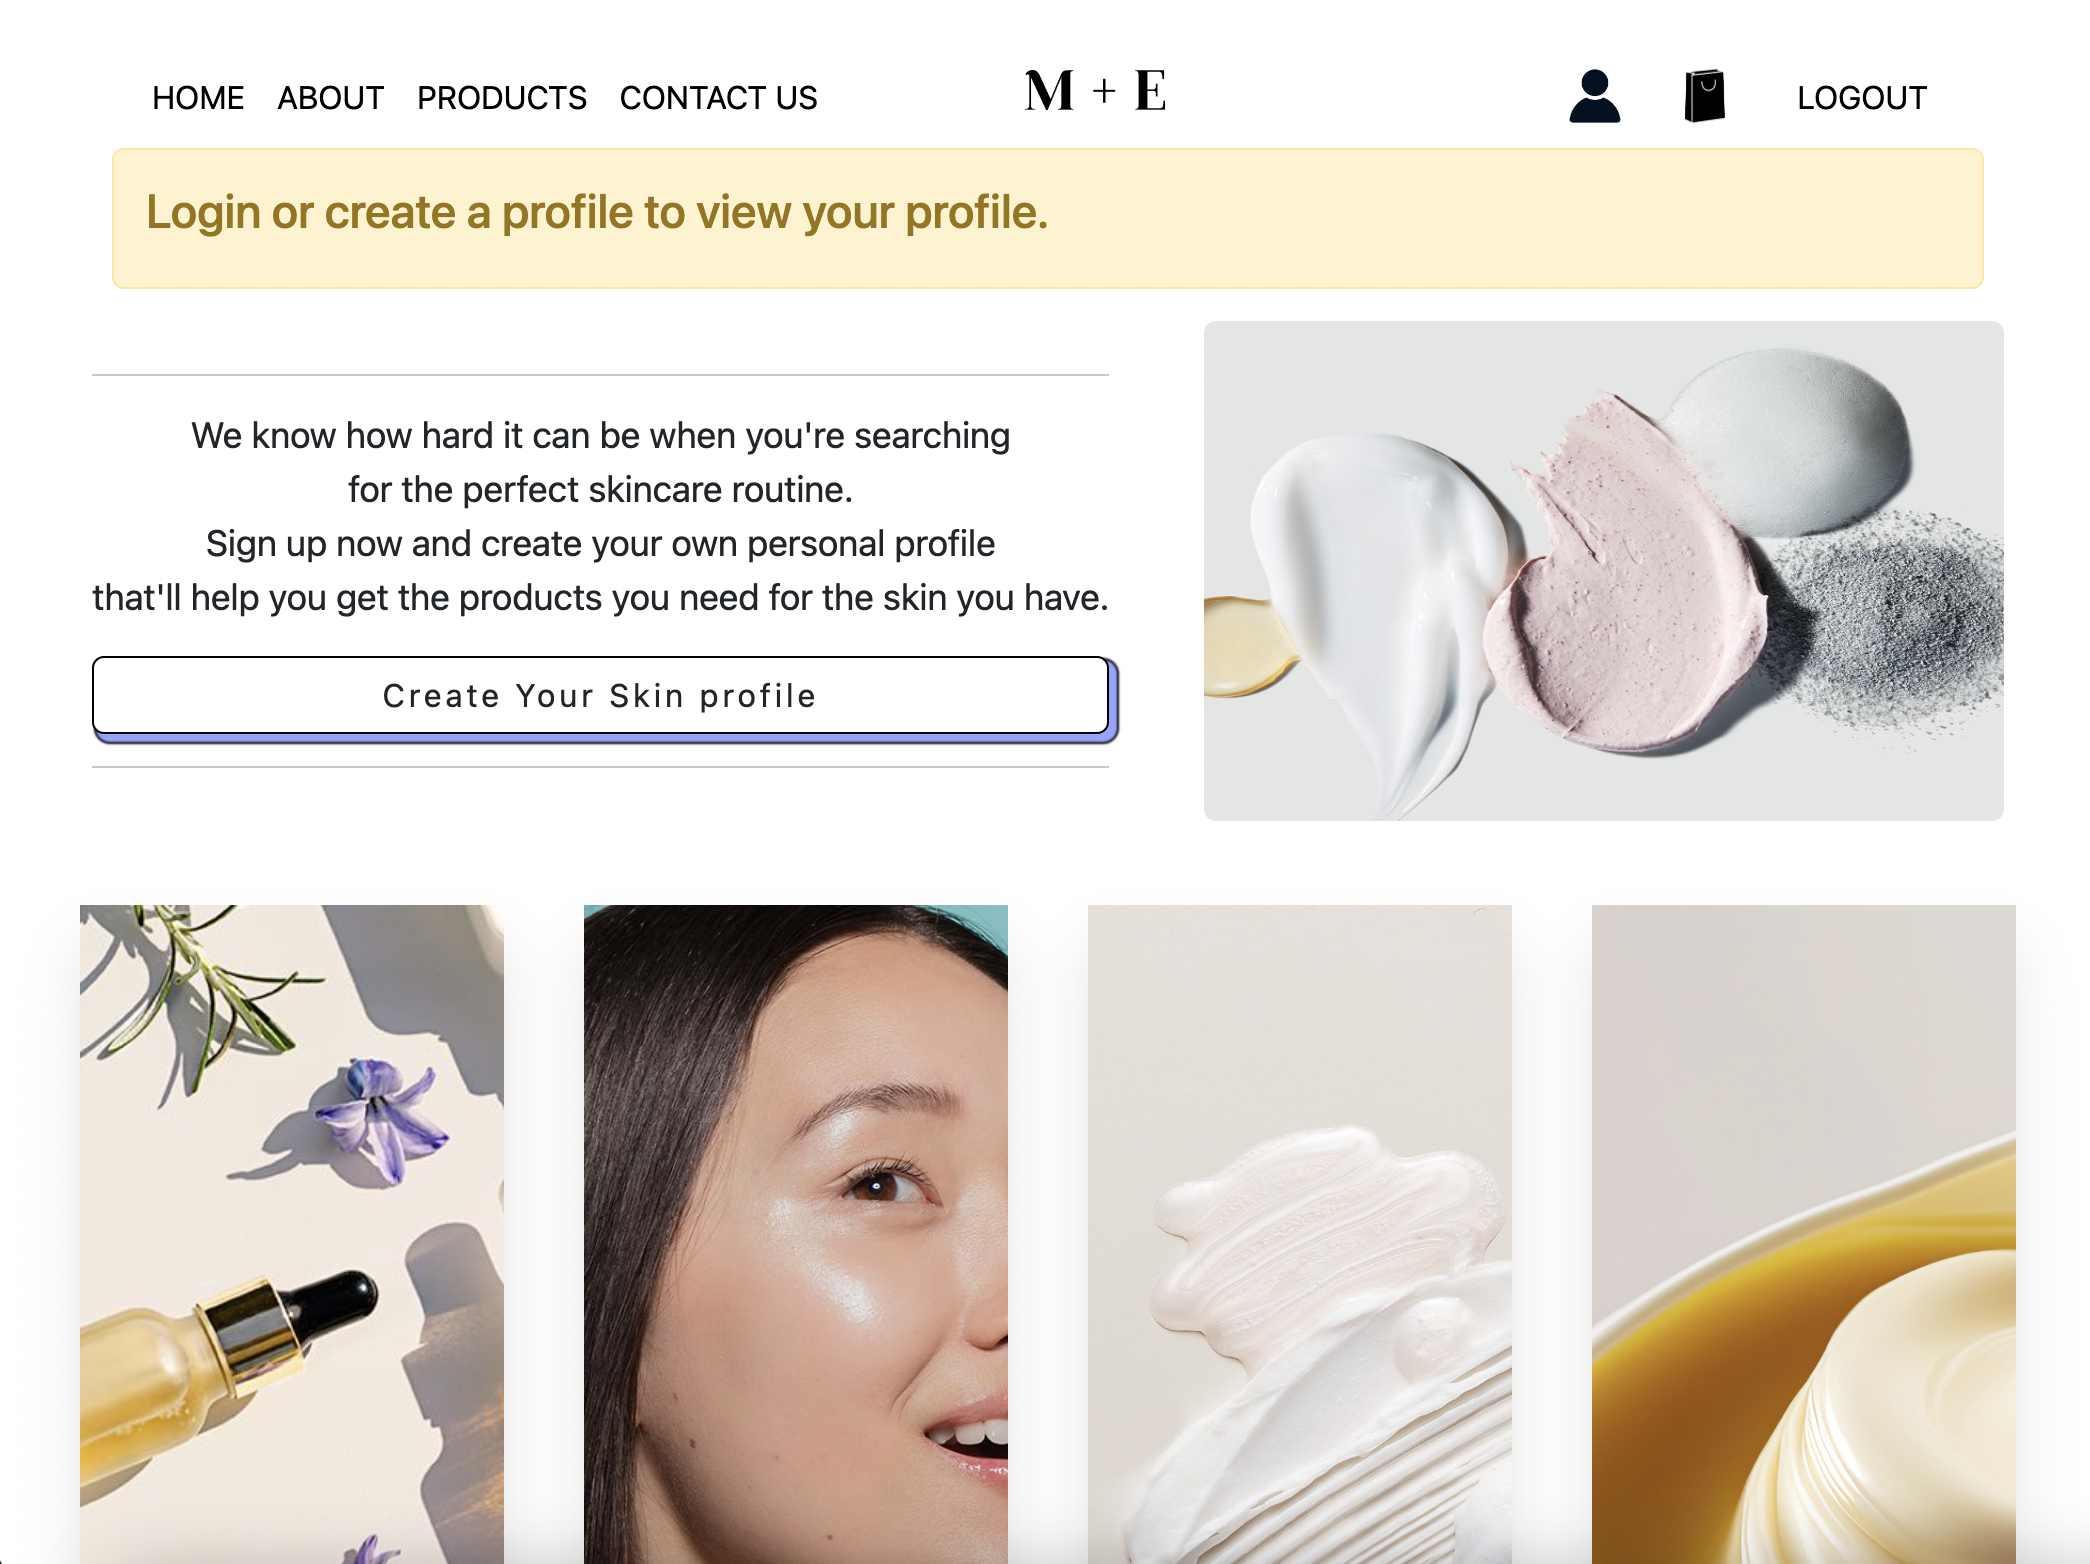 HOME ABOUT PRODUCTS CONTACT US M + E LOGOUT
Login or create a profile to view your profile.
We know how hard it can be when you're searching
for the perfect skincare routine.
Sign up now and create your own personal profile
that'll help you get the products you need for the skin you have.
Create Your Skin profile